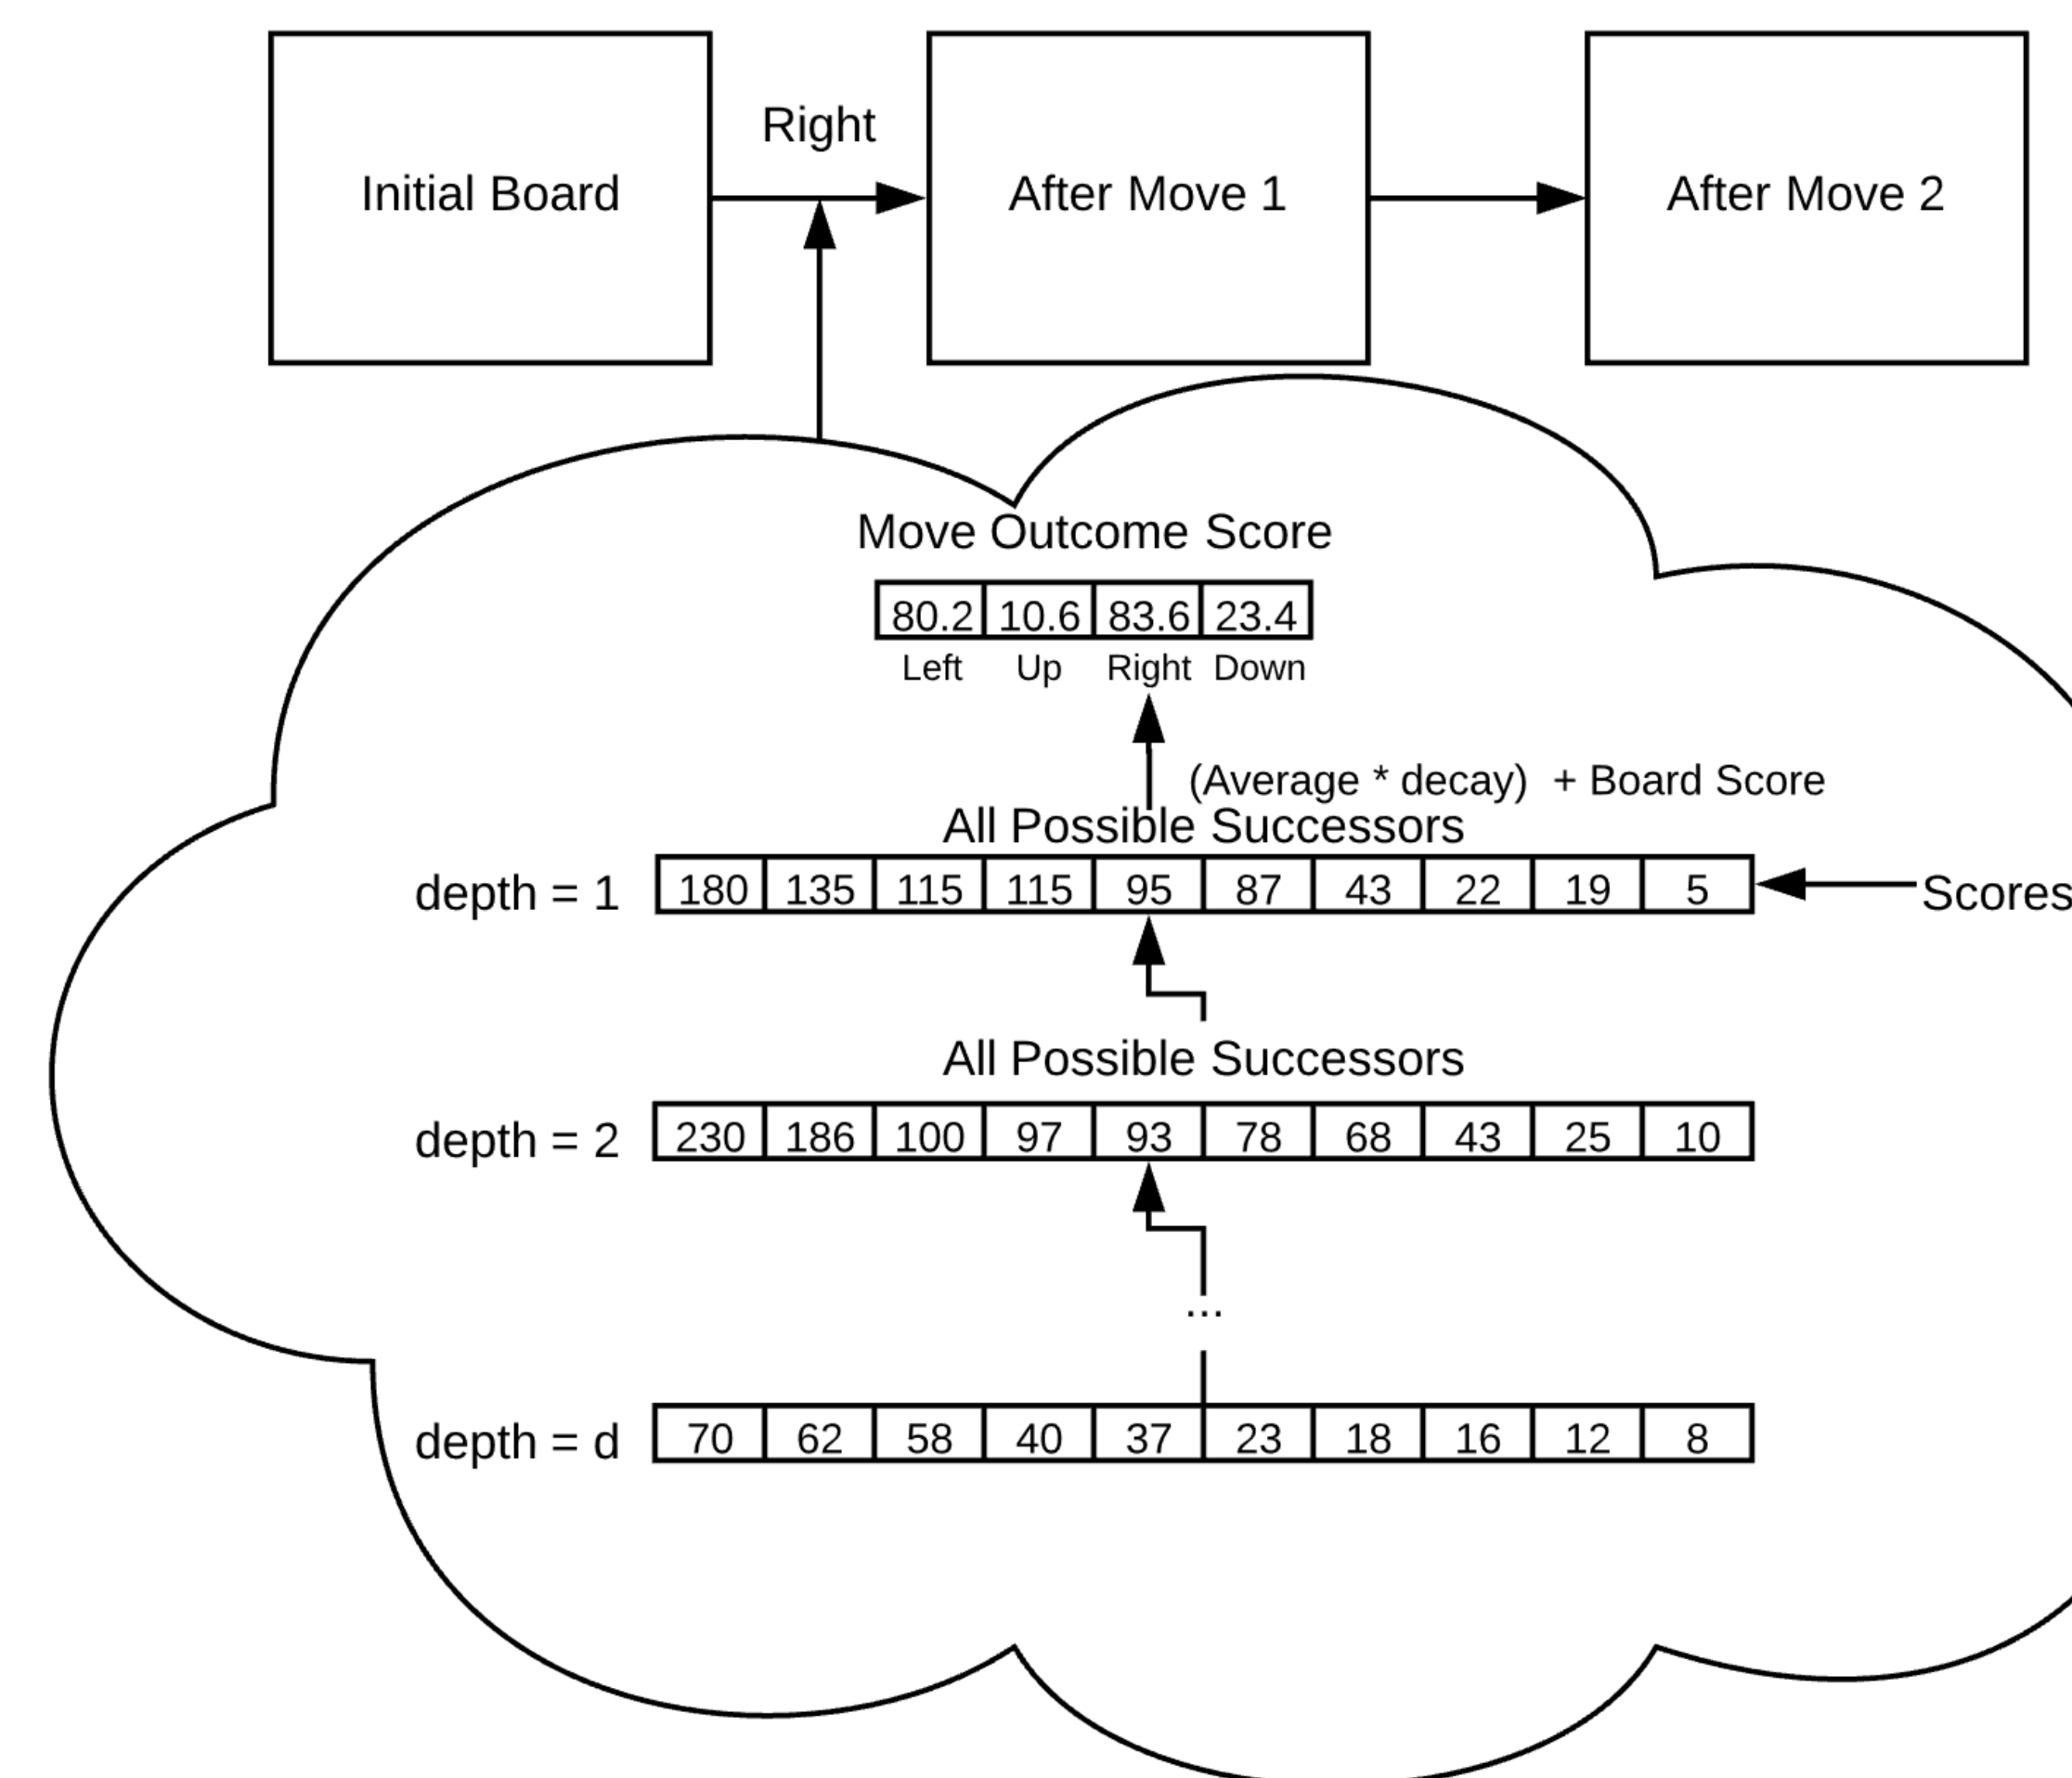 Right
Initial Board
After Move 1
After Move 2
Move Outcome Score
80.2 10.6 83.6 23.4
Left Up Right Down
(Average * decay) + Board Score
All Possible Successors
depth = 1 180 135 115 115 95 87 43 22 19 5 Scores
All Possible Successors
depth = 2 230 186 100 97 93 78 68 43 25 10
...
depth = d 70 62 58 40 37 23 18 16 12 8